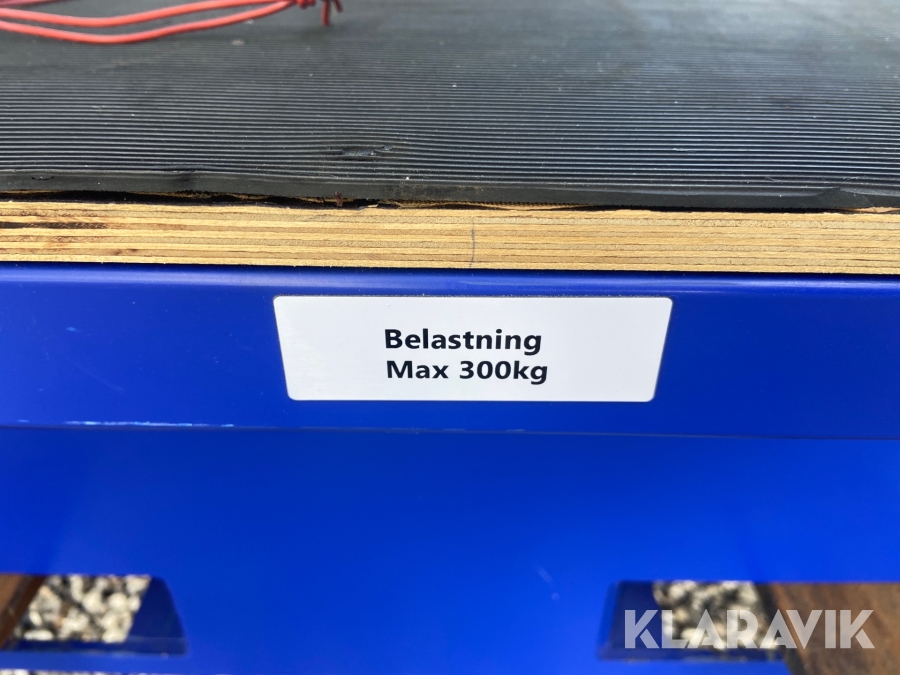 Belastning
Max 300kg
KLARAVIK